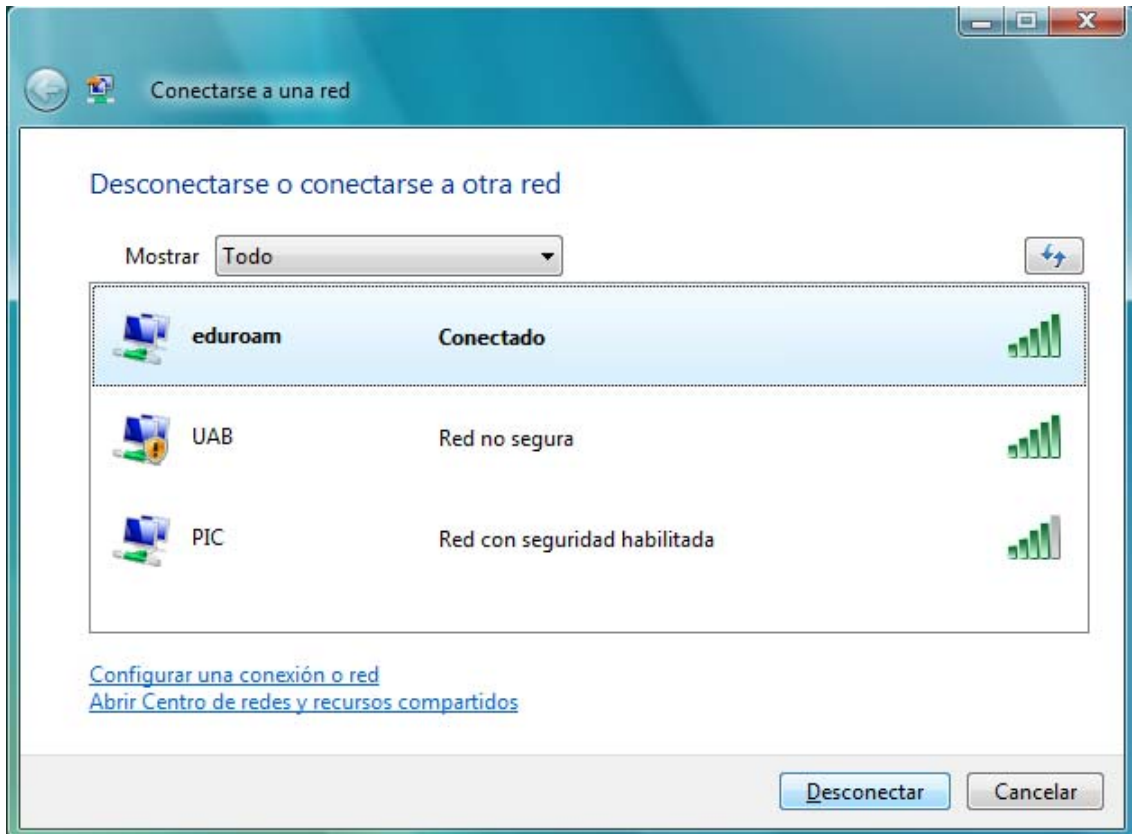 Conectarse a una red
Desconectarse o conectarse a otra red
Mostrar Todo
eduroam Conectado
UAB Red no segura
PIC Red con seguridad habilitada
Configurar una conexión o red
Abrir Centro de redes y recursos compartidos
Desconectar Cancelar